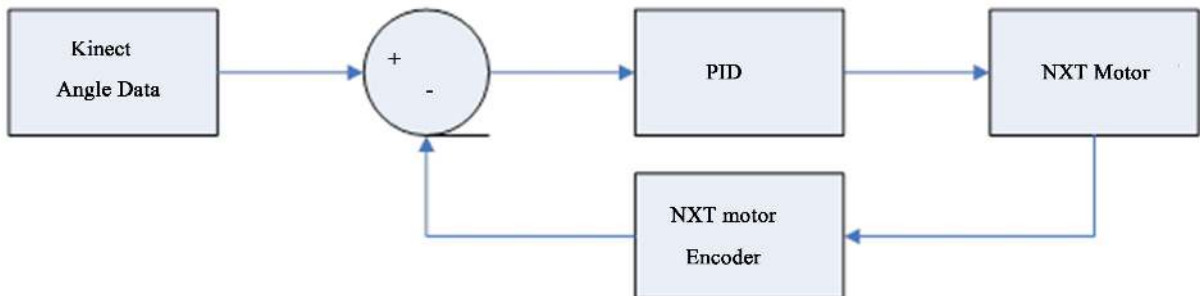 Kinect
Angle Data
+
-
PID
NXT Motor
NXT motor
Encoder